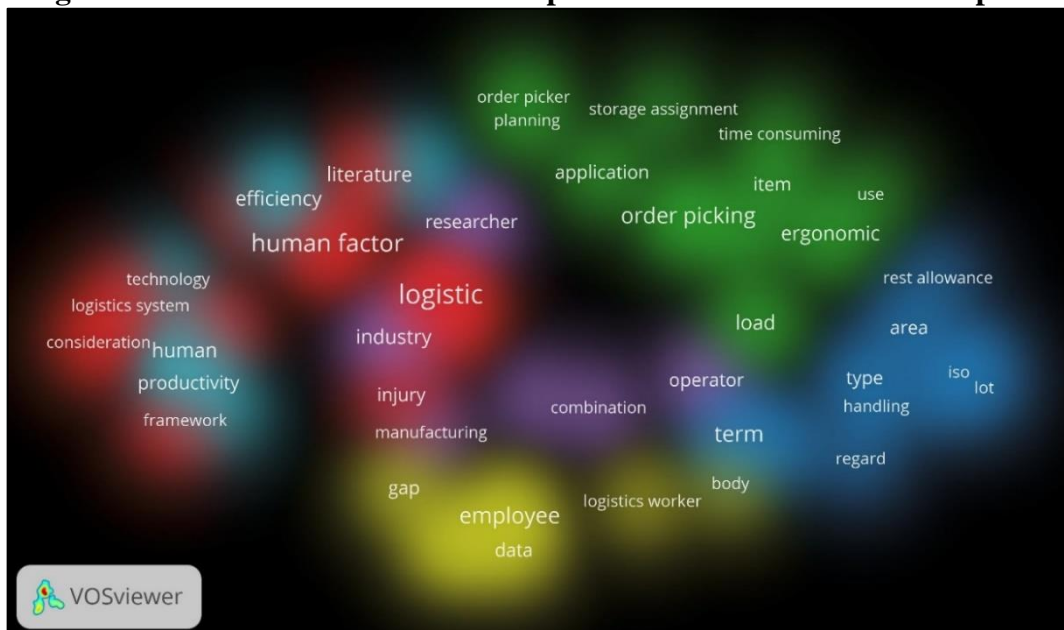 order picker
planning
storage assignment
time consuming
literature
application
item
efficiency
use
researcher
order picking
human factor
ergonomic
technology
rest allowance
logistic
logistics system
load
area
industry
consideration
human
operator
type
iso
productivity
lot
injury
combination
handling
framework
manufacturing
term
regard
gap
body
logistics worker
employee
data
VOSviewer